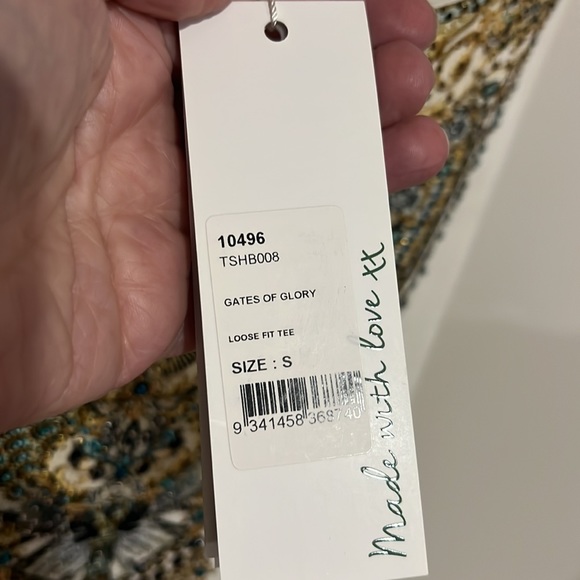 10496
TSHB008
GATES OF GLORY
LOOSE FIT TEE
SIZE : S
9 341458 368740
Made with love xx